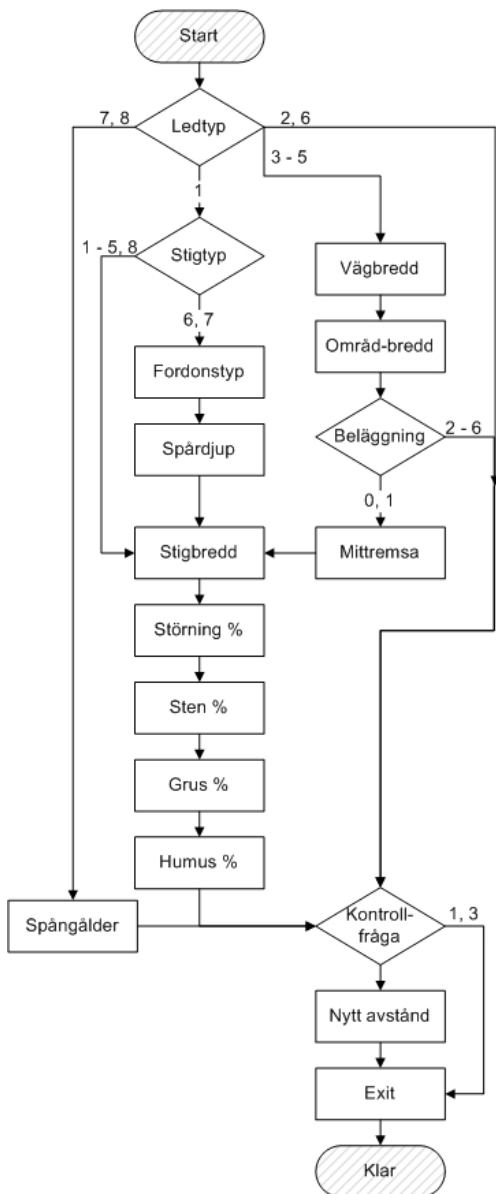 Start
7, 8
Ledtyp
2, 6
3 - 5
1
1 - 5, 8
Stigtyp
Vägbredd
6, 7
Områd-bredd
Fordonstyp
Beläggning
2 - 6
Spårdjup
0, 1
Stigbredd
Mittremsa
Störning %
Sten %
Grus %
Humus %
Spångålder
Kontroll-
fråga
1, 3
Nytt avstånd
Exit
Klar